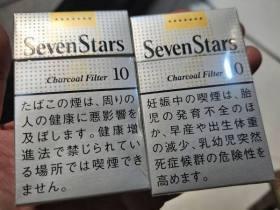 SevenStars
Charcoal Filter 10
たばこの煙は、周りの
人の健康に悪影響を
及ぼします。健康増
進法で禁じられてい
る場所では喫煙でき
ません。
SevenStars
Charcoal Filter 0
妊娠中の喫煙は、胎
児の発育不全のほ
か、早産や出生体重
の減少、乳幼児突然
死症候群の危険性を
高めます。